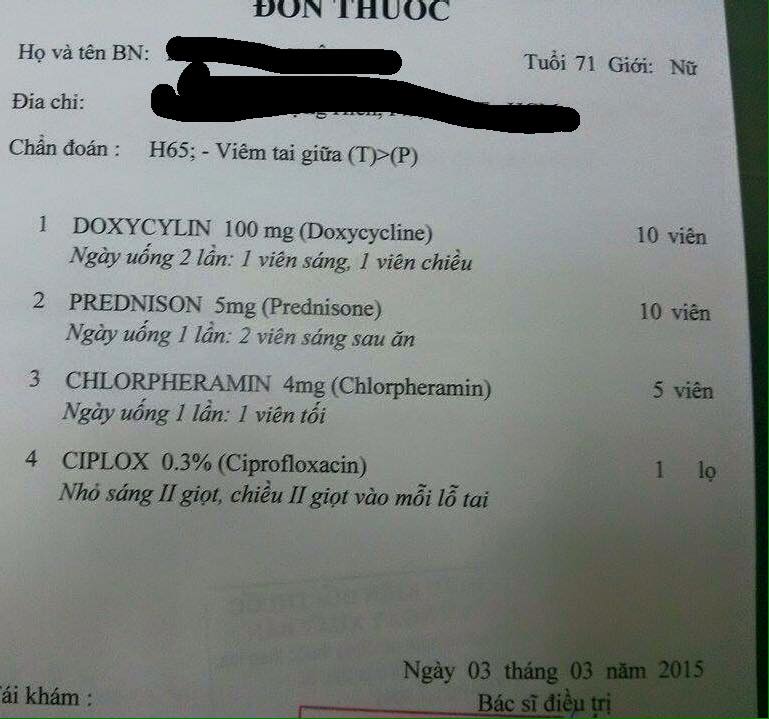 ĐƠN THUỐC
Họ và tên BN:
Tuổi 71 Giới: Nữ
Đia chỉ:
Chẩn đoán : H65; - Viêm tai giữa (T)>(P)
1 DOXYCYLIN 100 mg (Doxycycline) 10 viên
Ngày uống 2 lần: 1 viên sáng, 1 viên chiều
2 PREDNISON 5mg (Prednisone) 10 viên
Ngày uống 1 lần: 2 viên sáng sau ăn
3 CHLORPHERAMIN 4mg (Chlorpheramin) 5 viên
Ngày uống 1 lần: 1 viên tối
4 CIPLOX 0.3% (Ciprofloxacin) 1 lọ
Nhỏ sáng II giọt, chiều II giọt vào mỗi lỗ tai
Ngày 03 tháng 03 năm 2015
Tái khám :
Bác sĩ điều trị